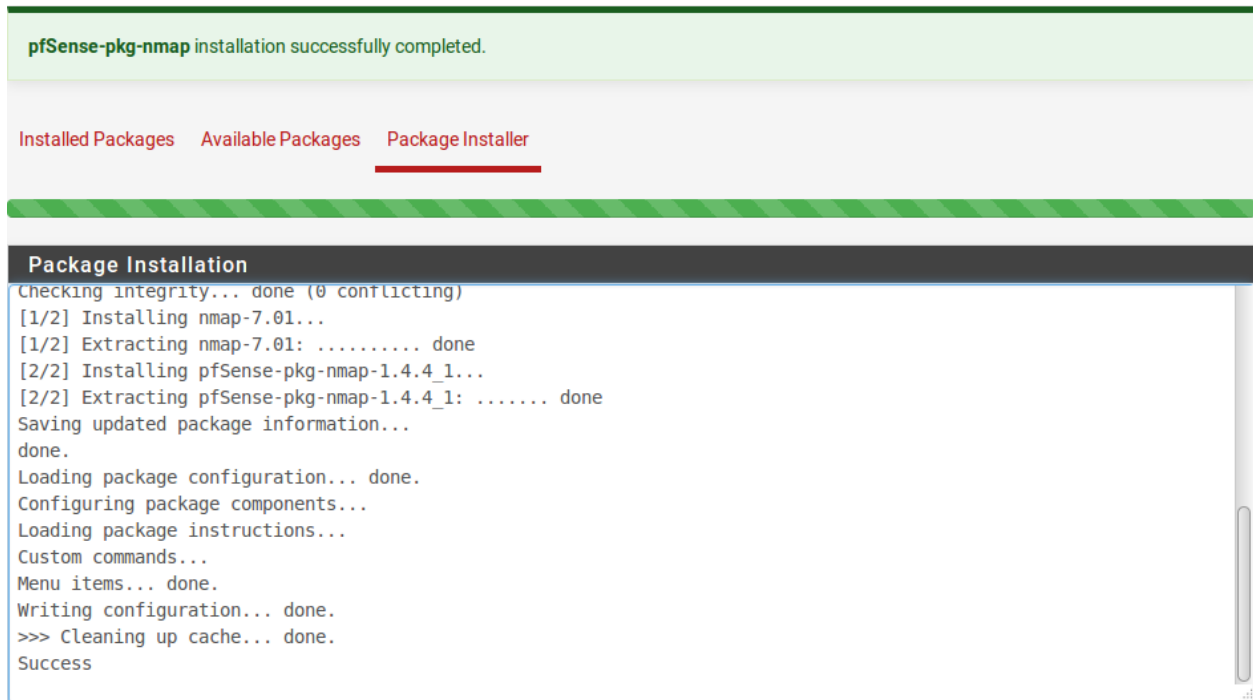 pfSense-pkg-nmap installation successfully completed.
Installed Packages Available Packages Package Installer
Package Installation
Checking integrity... done (0 conflicting)
[1/2] Installing nmap-7.01...
[1/2] Extracting nmap-7.01: .......... done
[2/2] Installing pfSense-pkg-nmap-1.4.4_1...
[2/2] Extracting pfSense-pkg-nmap-1.4.4_1: ....... done
Saving updated package information...
done.
Loading package configuration... done.
Configuring package components...
Loading package instructions...
Custom commands...
Menu items... done.
Writing configuration... done.
>>> Cleaning up cache... done.
Success